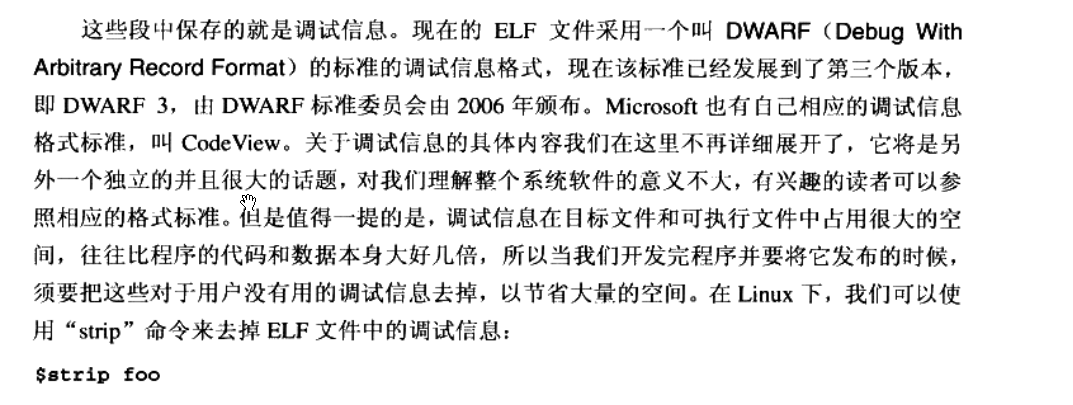 这些段中保存的就是调试信息。现在的 ELF 文件采用一个叫 DWARF（Debug With
Arbitrary Record Format）的标准的调试信息格式，现在该标准已经发展到了第三个版本，
即 DWARF 3，由 DWARF 标准委员会由 2006 年颁布。Microsoft 也有自己相应的调试信息
格式标准，叫 CodeView。关于调试信息的具体内容我们在这里不再详细展开了，它将是另
外一个独立的并且很大的话题，对我们理解整个系统软件的意义不大，有兴趣的读者可以参
照相应的格式标准。但是值得一提的是，调试信息在目标文件和可执行文件中占用很大的空
间，往往比程序的代码和数据本身大好几倍，所以当我们开发完程序并要将它发布的时候，
须要把这些对于用户没有用的调试信息去掉，以节省大量的空间。在 Linux 下，我们可以使
用“strip”命令来去掉 ELF 文件中的调试信息：
$strip foo